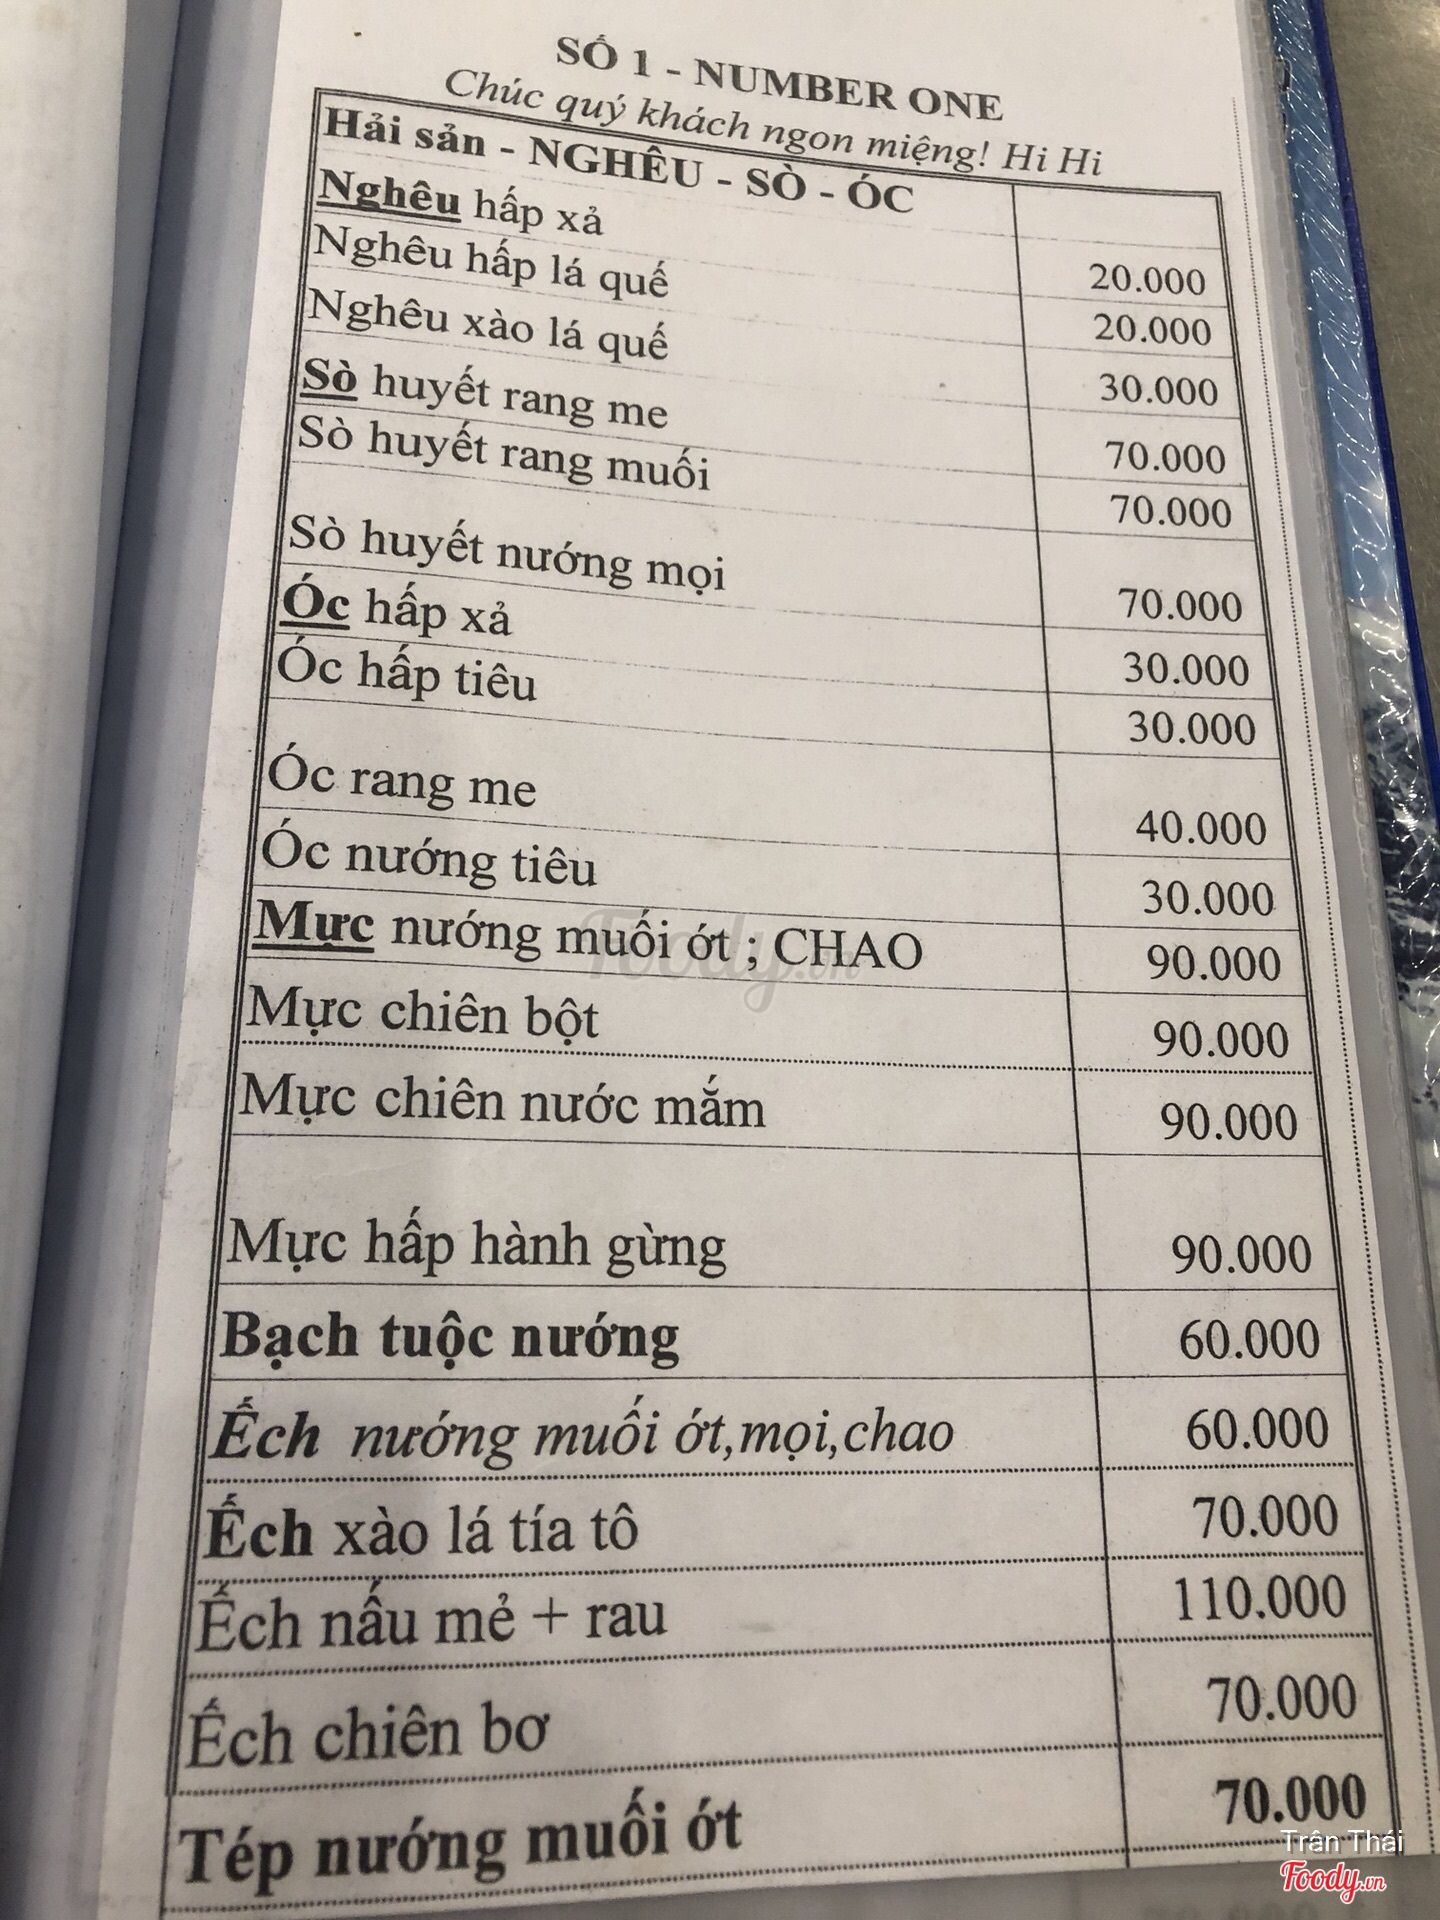 SỐ 1 - NUMBER ONE
Chúc quý khách ngon miệng! Hi Hi
Hải sản - NGHÊU - SÒ - ÓC
Nghêu hấp xả 20.000
Nghêu hấp lá quế 20.000
Nghêu xào lá quế 30.000
Sò huyết rang me 70.000
Sò huyết rang muối 70.000
Sò huyết nướng mọi 70.000
Óc hấp xả 30.000
Óc hấp tiêu 30.000
Óc rang me 40.000
Óc nướng tiêu 30.000
Mực nướng muối ớt ; CHAO 90.000
Mực chiên bột 90.000
Mực chiên nước mắm 90.000
Mực hấp hành gừng 90.000
Bạch tuộc nướng 60.000
Ếch nướng muối ớt,mọi,chao 60.000
Ếch xào lá tía tô 70.000
Ếch nấu mẻ + rau 110.000
Ếch chiên bơ 70.000
Tép nướng muối ớt 70.000
Foody.vn
Trân Thái
Foody.vn